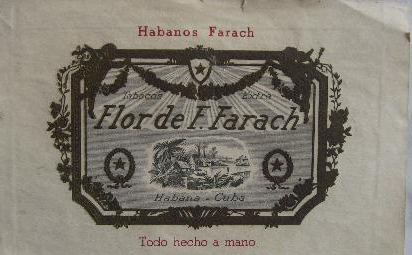 Habanos Farach
Tabacos Extra
Flor de F. Farach
Habana - Cuba
Todo hecho a mano